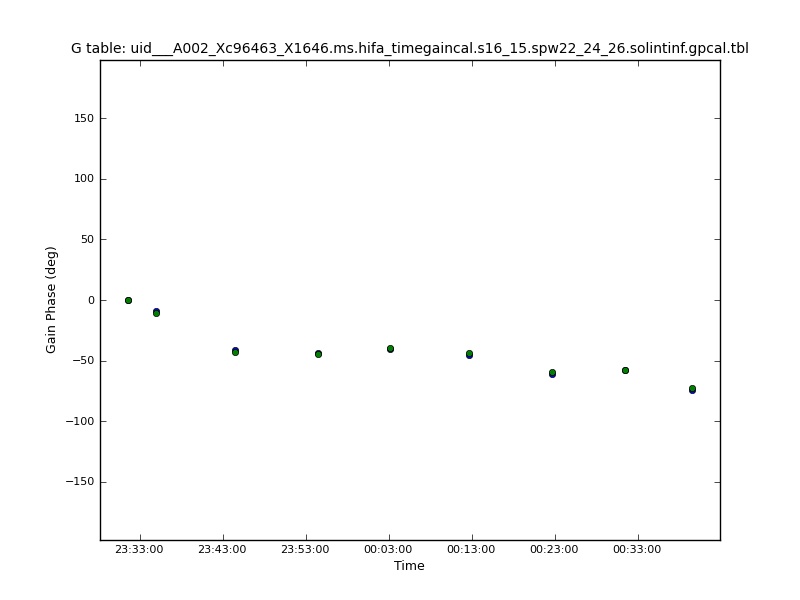 G table: uid___A002_Xc96463_X1646.ms.hifa_timegaincal.s16_15.spw22_24_26.solintinf.gpcal.tbl
150
100
50
0
−50
−100
−150
Gain Phase (deg)
23:33:00 23:43:00 23:53:00 00:03:00 00:13:00 00:23:00 00:33:00
Time